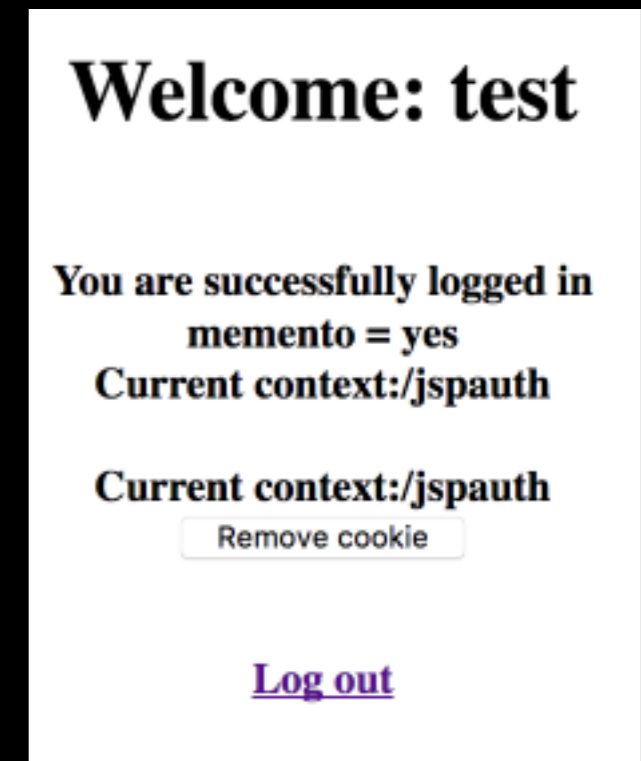 Welcome: test
You are successfully logged in
memento = yes
Current context:/jspauth
Current context:/jspauth
Remove cookie
Log out